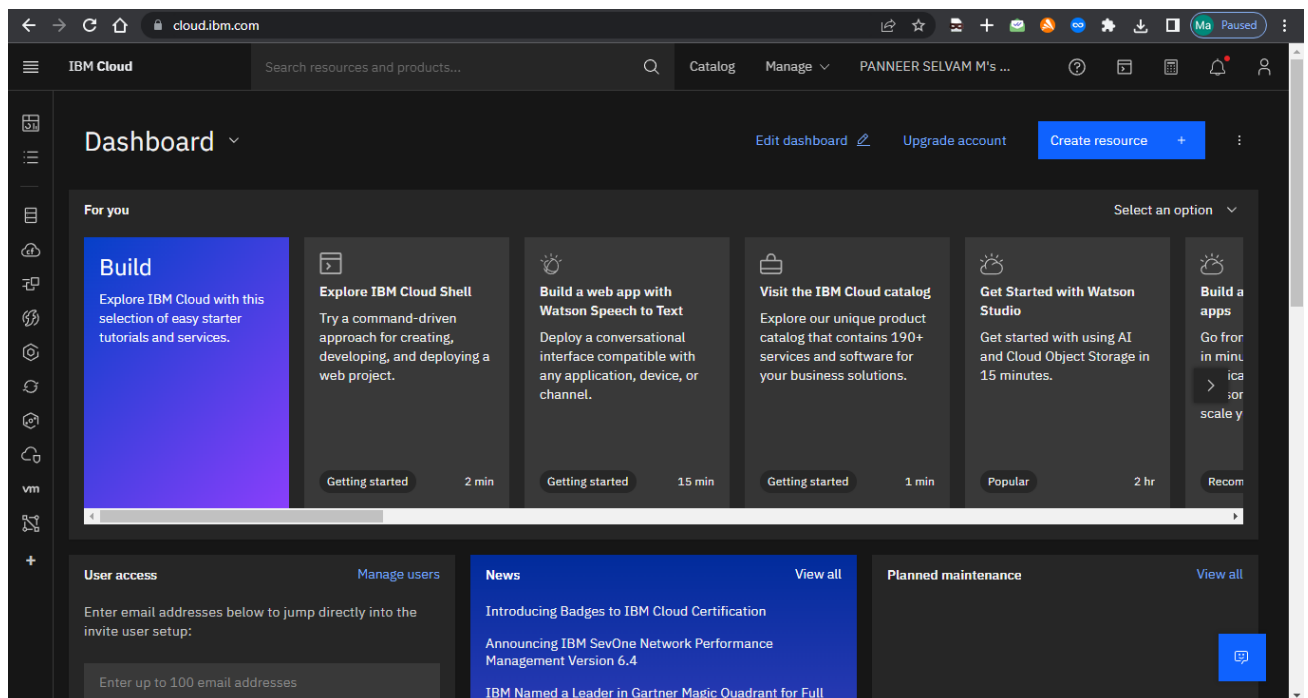 cloud.ibm.com
Ma Paused
IBM Cloud
Search resources and products...
Catalog
Manage
PANNEER SELVAM M's ...
Dashboard
Edit dashboard
Upgrade account
Create resource +
For you
Select an option
Build
Explore IBM Cloud with this
selection of easy starter
tutorials and services.
Explore IBM Cloud Shell
Try a command-driven
approach for creating,
developing, and deploying a
web project.
Getting started 2 min
Build a web app with
Watson Speech to Text
Deploy a conversational
interface compatible with
any application, device, or
channel.
Getting started 15 min
Visit the IBM Cloud catalog
Explore our unique product
catalog that contains 190+
services and software for
your business solutions.
Getting started 1 min
Get Started with Watson
Studio
Get started with using AI
and Cloud Object Storage in
15 minutes.
Popular 2 hr
Build a
apps
Go from
in minu
scale y
Recom
vm
User access Manage users
Enter email addresses below to jump directly into the
invite user setup:
Enter up to 100 email addresses
News View all
Introducing Badges to IBM Cloud Certification
Announcing IBM SevOne Network Performance
Management Version 6.4
IBM Named a Leader in Gartner Magic Quadrant for Full
Planned maintenance View all